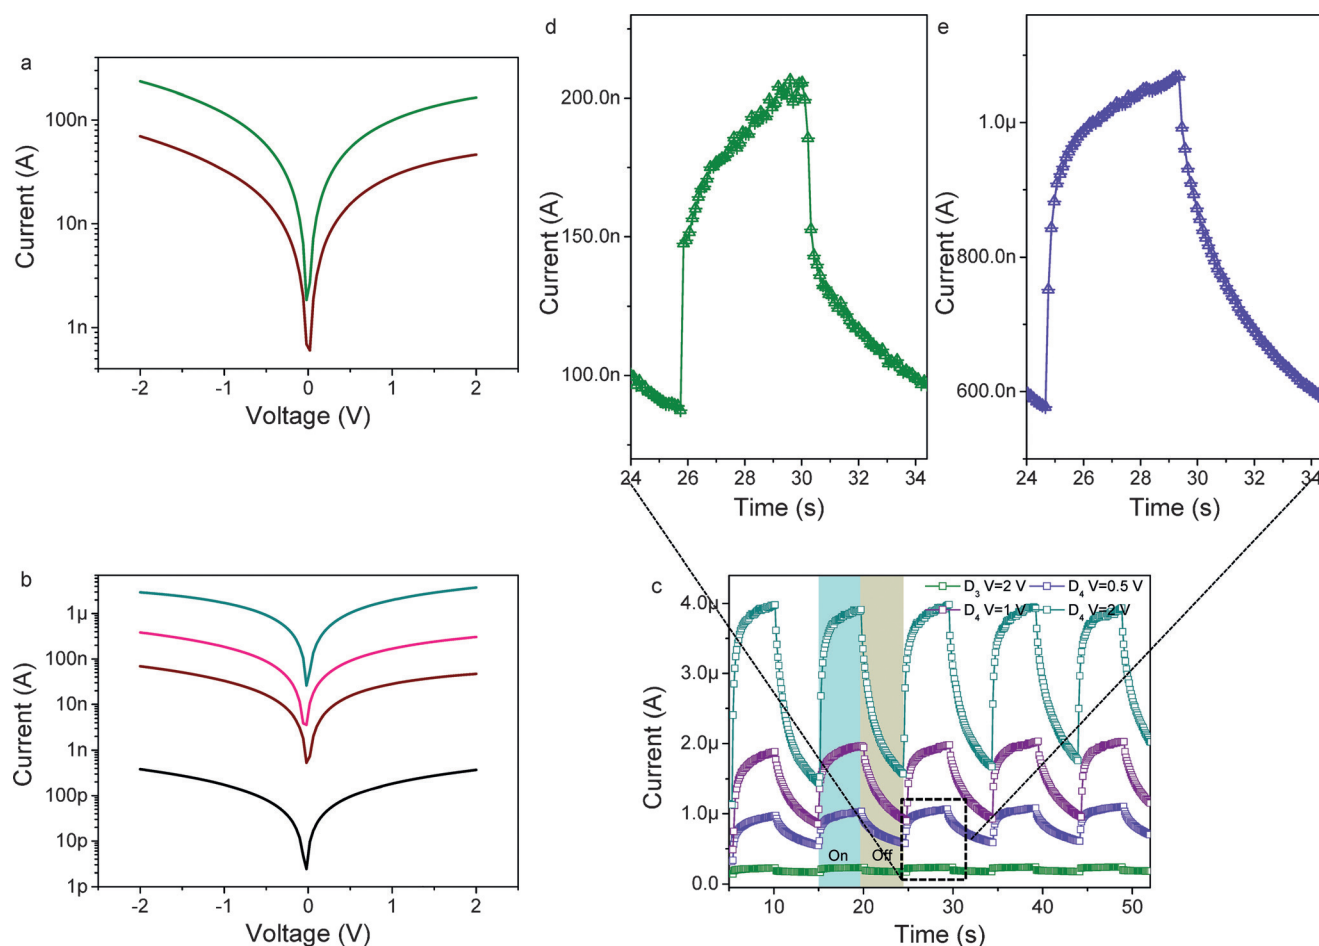 a
100n
10n
1n
Current (A)
-2 -1 0 1 2
Voltage (V)
d
200.0n
150.0n
100.0n
Current (A)
24 26 28 30 32 34
Time (s)
e
1.0µ
800.0n
600.0n
Current (A)
24 26 28 30 32 34
Time (s)
b
1µ
100n
10n
1n
100p
10p
1p
Current (A)
-2 -1 0 1 2
Voltage (V)
c
D3 V=2 V D4 V=0.5 V
D4 V=1 V D4 V=2 V
4.0µ
3.0µ
2.0µ
1.0µ
0.0
Current (A)
On Off
10 20 30 40 50
Time (s)